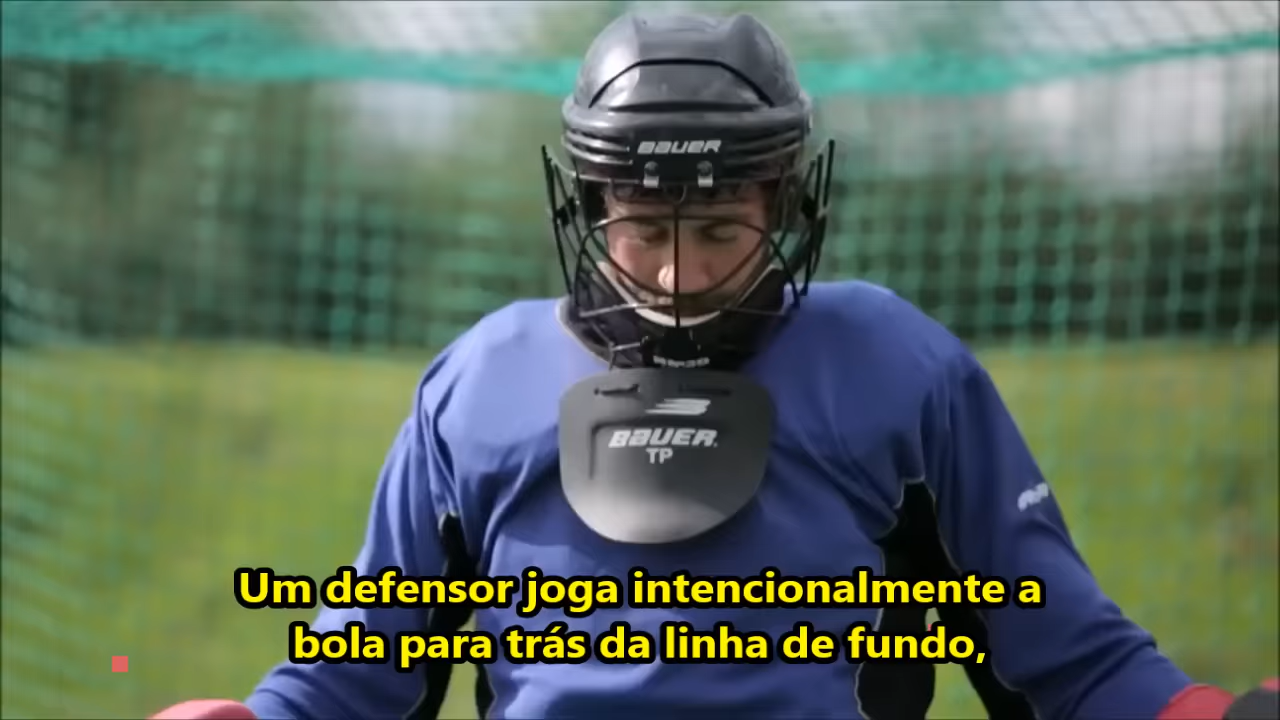 BAUER
BAUER
TP
Um defensor joga intencionalmente a
bola para trás da linha de fundo,